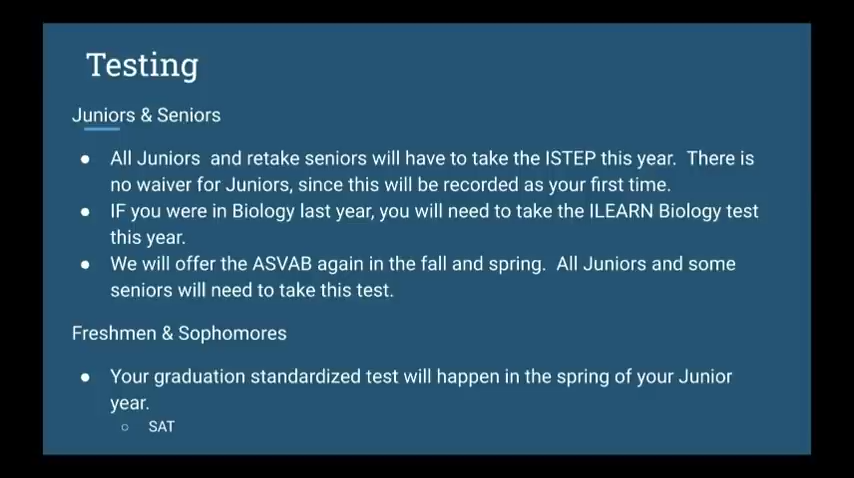 Testing
Juniors & Seniors
● All Juniors  and retake seniors will have to take the ISTEP this year.  There is
no waiver for Juniors, since this will be recorded as your first time.
● IF you were in Biology last year, you will need to take the ILEARN Biology test
this year.
● We will offer the ASVAB again in the fall and spring.  All Juniors and some
seniors will need to take this test.
Freshmen & Sophomores
● Your graduation standardized test will happen in the spring of your Junior
year.
○ SAT